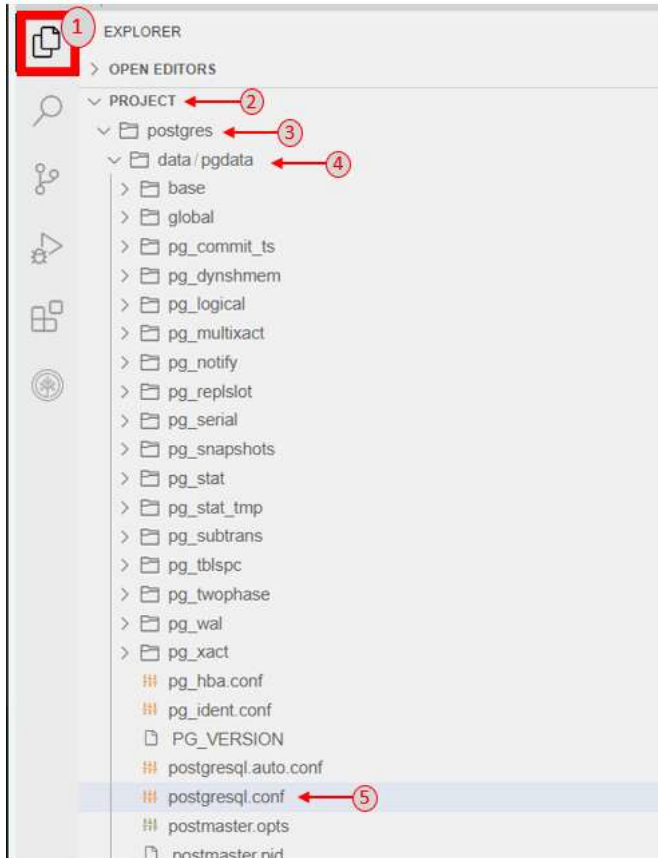 1
EXPLORER
OPEN EDITORS
PROJECT 2
postgres 3
data/pgdata 4
base
global
pg_commit_ts
pg_dynshmem
pg_logical
pg_multixact
pg_notify
pg_replslot
pg_serial
pg_snapshots
pg_stat
pg_stat_tmp
pg_subtrans
pg_tblspc
pg_twophase
pg_wal
pg_xact
pg_hba.conf
pg_ident.conf
PG_VERSION
postgresql.auto.conf
postgresql.conf 5
postmaster.opts
postmaster.pid